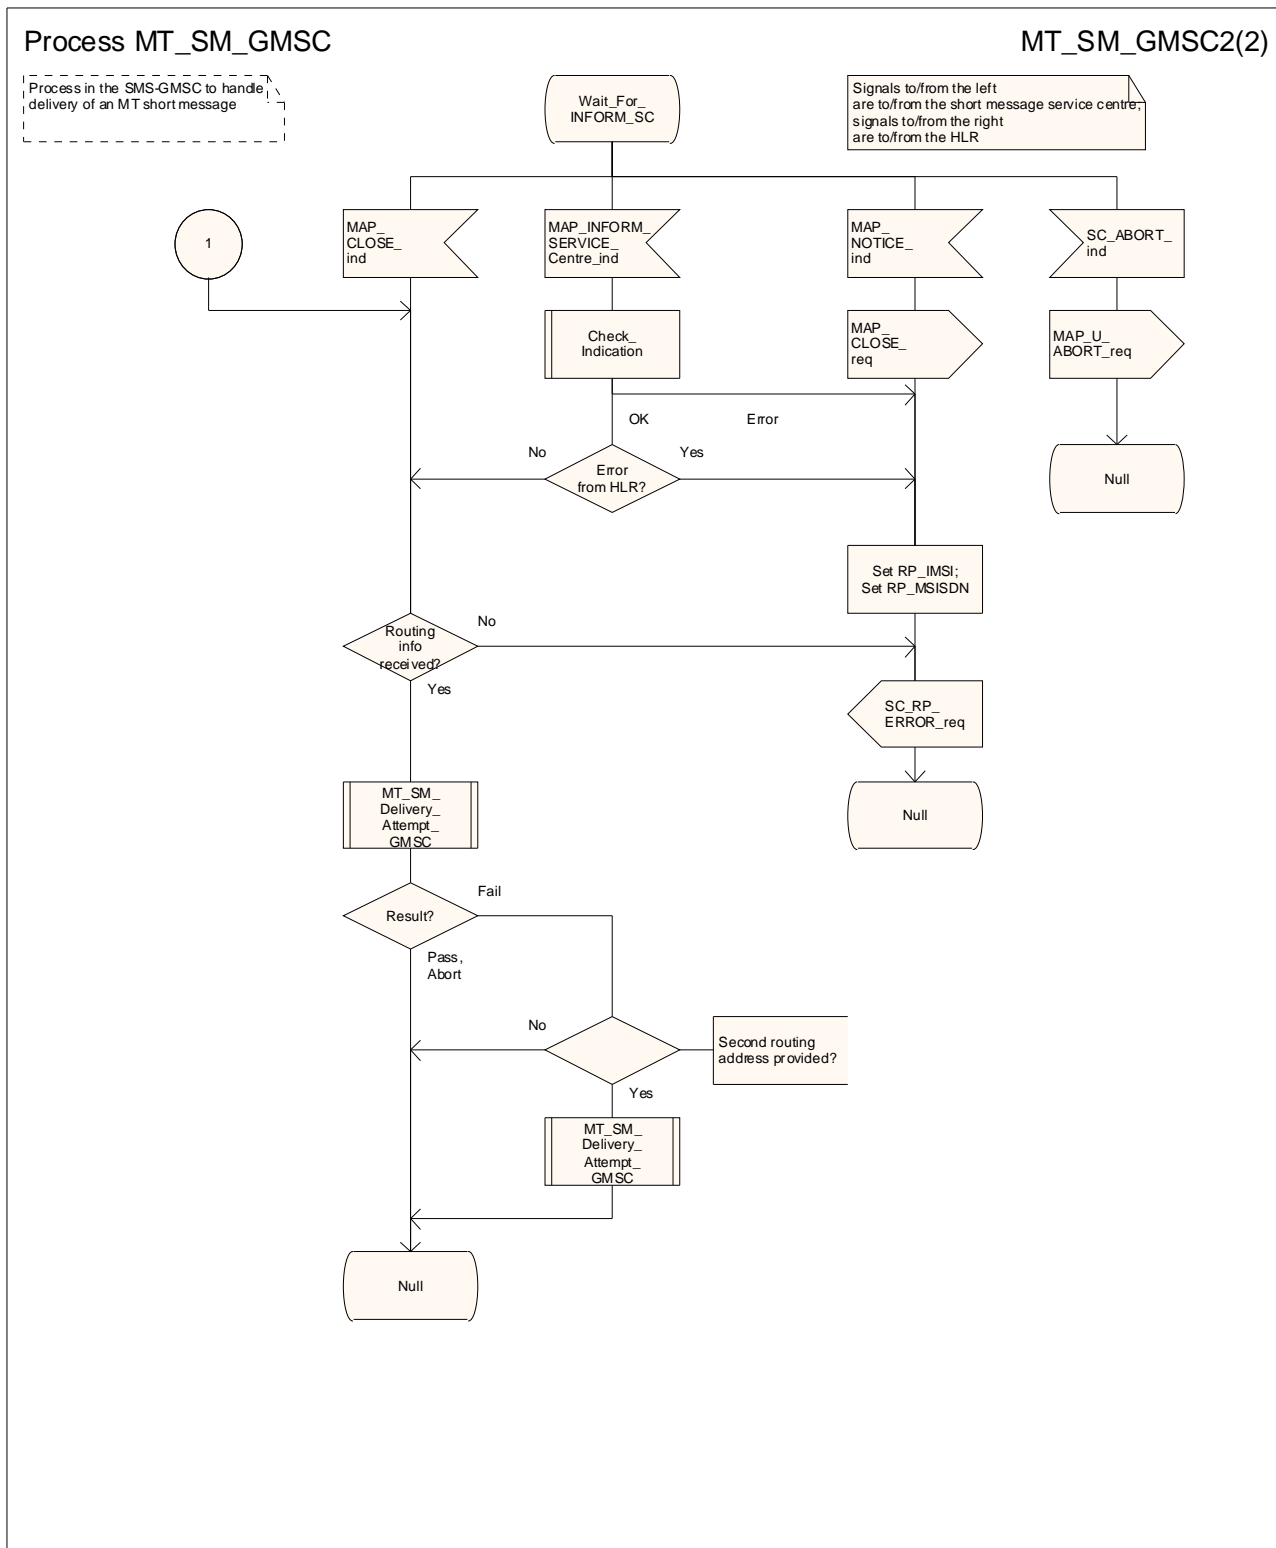 Process MT_SM_GMSC
MT_SM_GMSC2(2)
Process in the SMS-GMSC to handle
delivery of an MT short message
Wait_For_
INFORM_SC
Signals to/from the left
are to/from the short message service centre;
signals to/from the right
are to/from the HLR
1
MAP_
CLOSE_
ind
MAP_INFORM_
SERVICE_
Centre_ind
MAP_
NOTICE_
ind
SC_ABORT_
ind
Check_
Indication
MAP_
CLOSE_
req
MAP_U_
ABORT_req
OK
Error
No
Yes
Error
from HLR?
Null
Set RP_IMSI;
Set RP_MSISDN
No
Routing
info
received?
Yes
SC_RP_
ERROR_req
MT_SM_
Delivery_
Attempt_
GMSC
Null
Fail
Result?
Pass,
Abort
No
Second routing
address provided?
Yes
MT_SM_
Delivery_
Attempt_
GMSC
Null